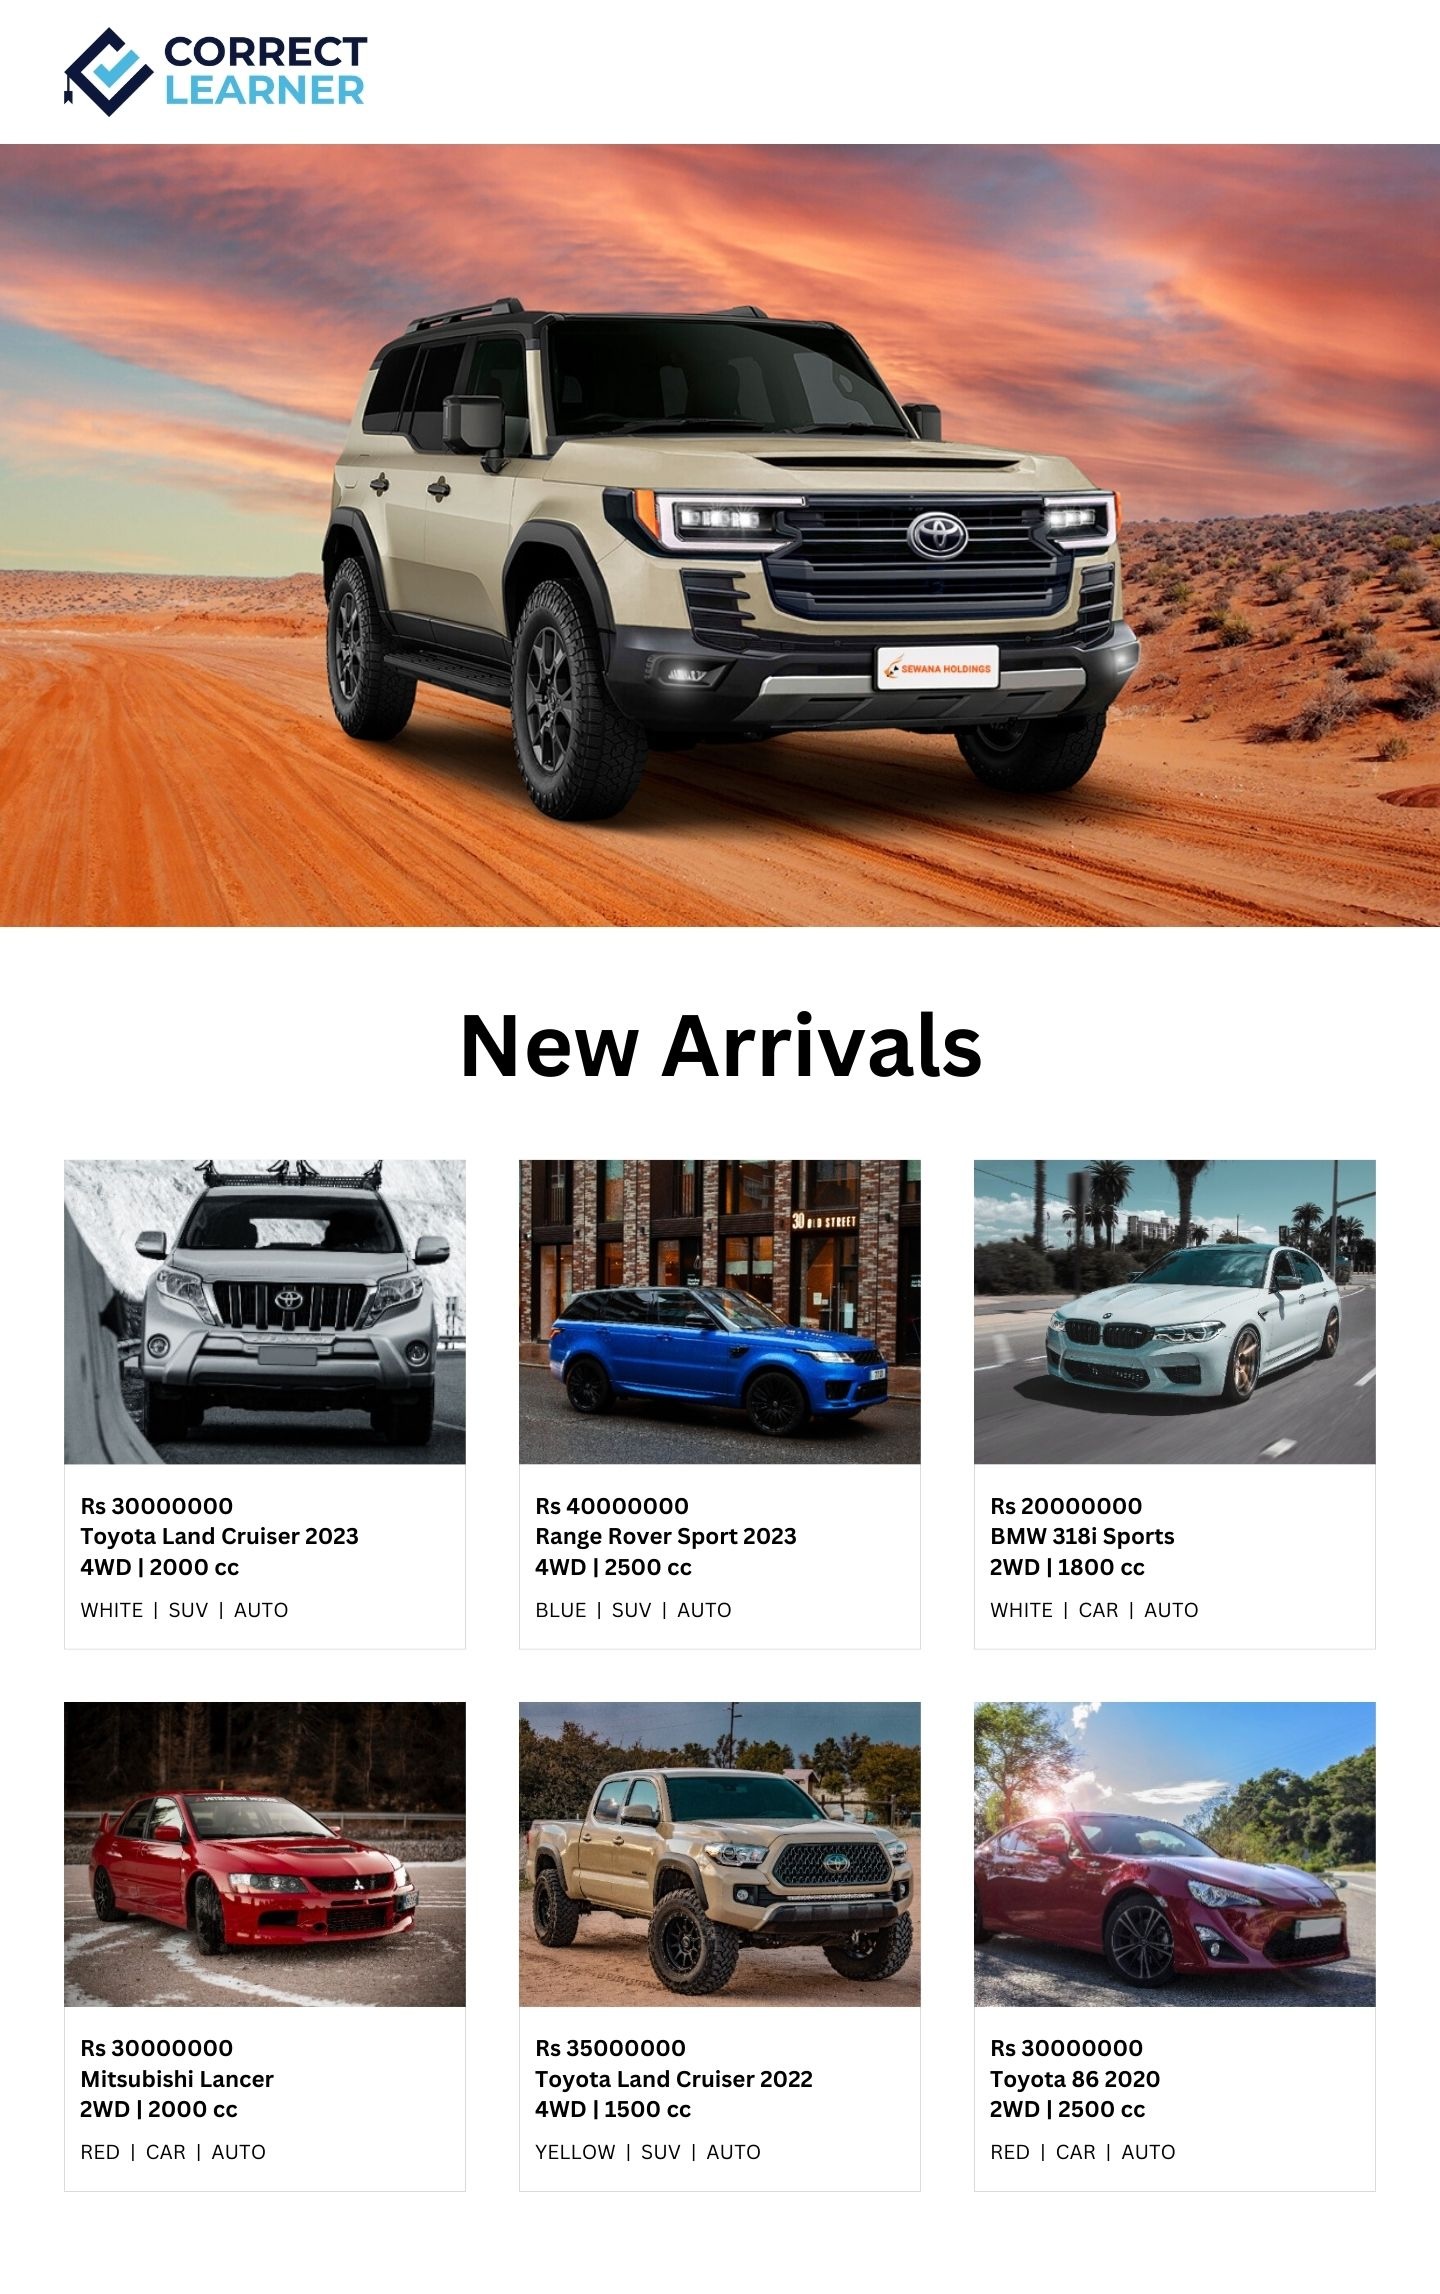 CORRECT
LEARNER
SEWANA HOLDINGS
New Arrivals
30 OLD STREET
Rs 30000000
Toyota Land Cruiser 2023
4WD | 2000 cc
WHITE | SUV | AUTO
Rs 40000000
Range Rover Sport 2023
4WD | 2500 cc
BLUE | SUV | AUTO
Rs 20000000
BMW 318i Sports
2WD | 1800 cc
WHITE | CAR | AUTO
MITSUBISHI MOTORS
Rs 30000000
Mitsubishi Lancer
2WD | 2000 cc
RED | CAR | AUTO
Rs 35000000
Toyota Land Cruiser 2022
4WD | 1500 cc
YELLOW | SUV | AUTO
Rs 30000000
Toyota 86 2020
2WD | 2500 cc
RED | CAR | AUTO